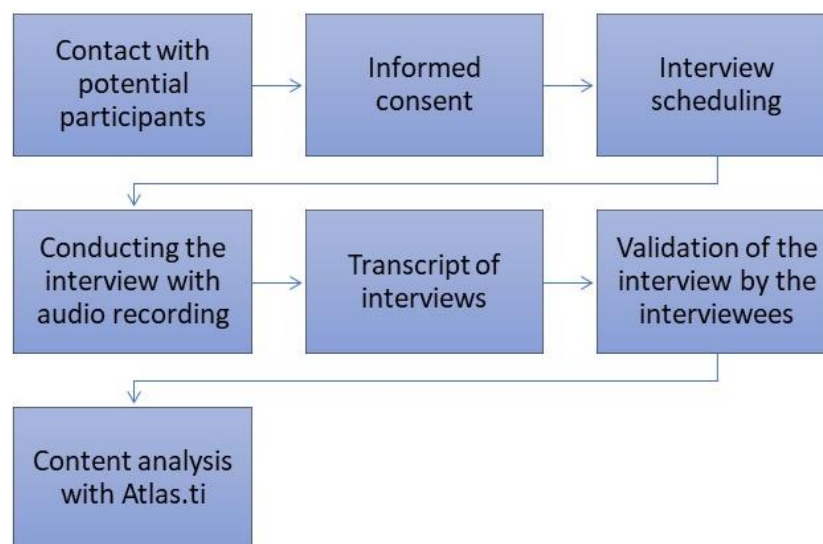 Contact with
potential
participants
Informed
consent
Interview
scheduling
Conducting the
interview with
audio recording
Transcript of
interviews
Validation of the
interview by the
interviewees
Content analysis
with Atlas.ti